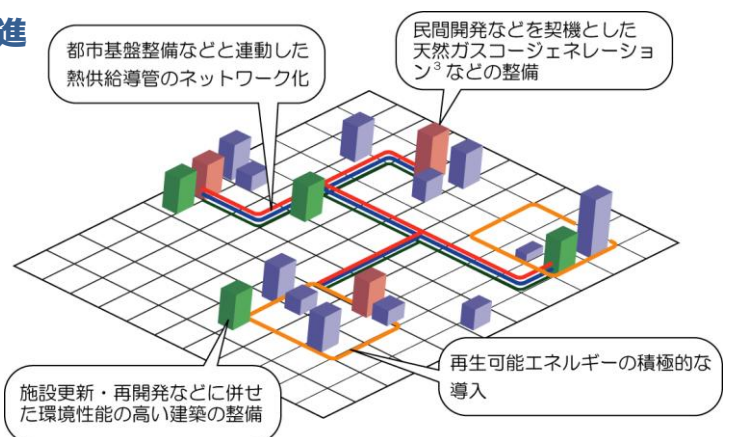 進
都市基盤整備などと連動した
熱供給導管のネットワーク化
民間開発などを契機とした
天然ガスコージェネレーショ
ン3などの整備
再生可能エネルギーの積極的な
導入
施設更新・再開発などに併せ
た環境性能の高い建築の整備